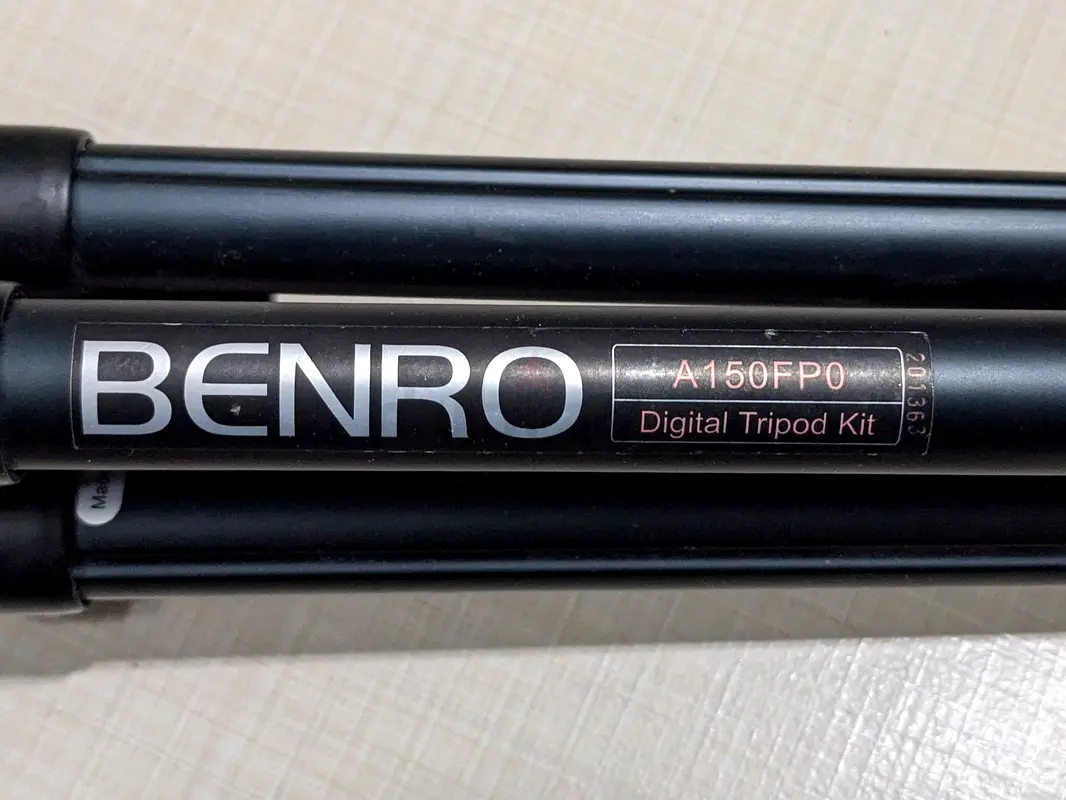 BENRO
A150FP0
Digital Tripod Kit
201363